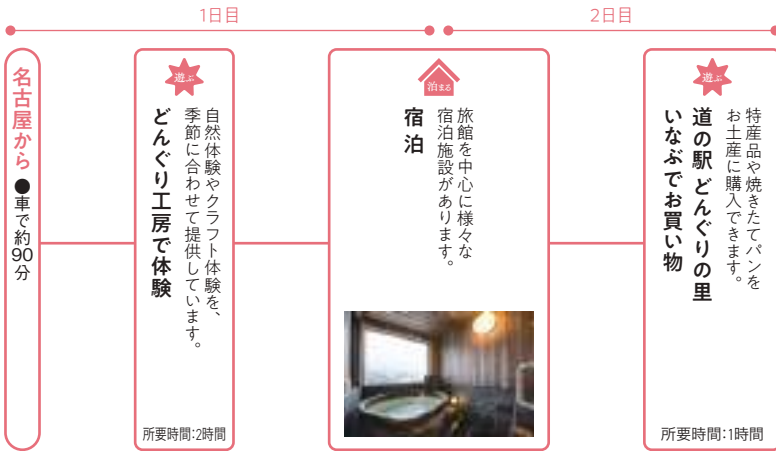 1日目
2日目
名古屋から ●車で約90分
遊ぶ
どんぐり工房で体験
自然体験やクラフト体験を、
季節に合わせて提供しています。
所要時間:2時間
泊まる
宿泊
旅館を中心に様々な
宿泊施設があります。
遊ぶ
道の駅 どんぐりの里
いなぶでお買い物
特産品や焼きたてパンを
お土産に購入できます。
所要時間:1時間